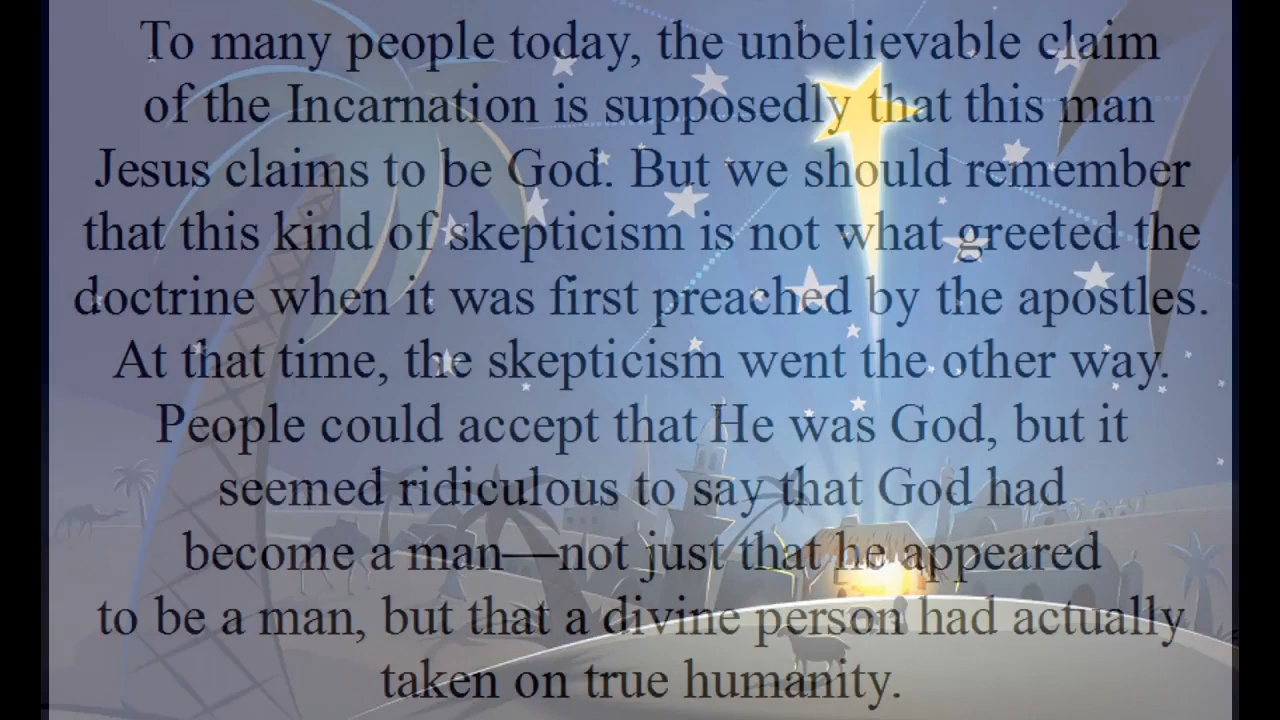 To many people today, the unbelievable claim
of the Incarnation is supposedly that this man
Jesus claims to be God. But we should remember
that this kind of skepticism is not what greeted the
doctrine when it was first preached by the apostles.
At that time, the skepticism went the other way.
People could accept that He was God, but it
seemed ridiculous to say that God had
become a man—not just that he appeared
to be a man, but that a divine person had actually
taken on true humanity.